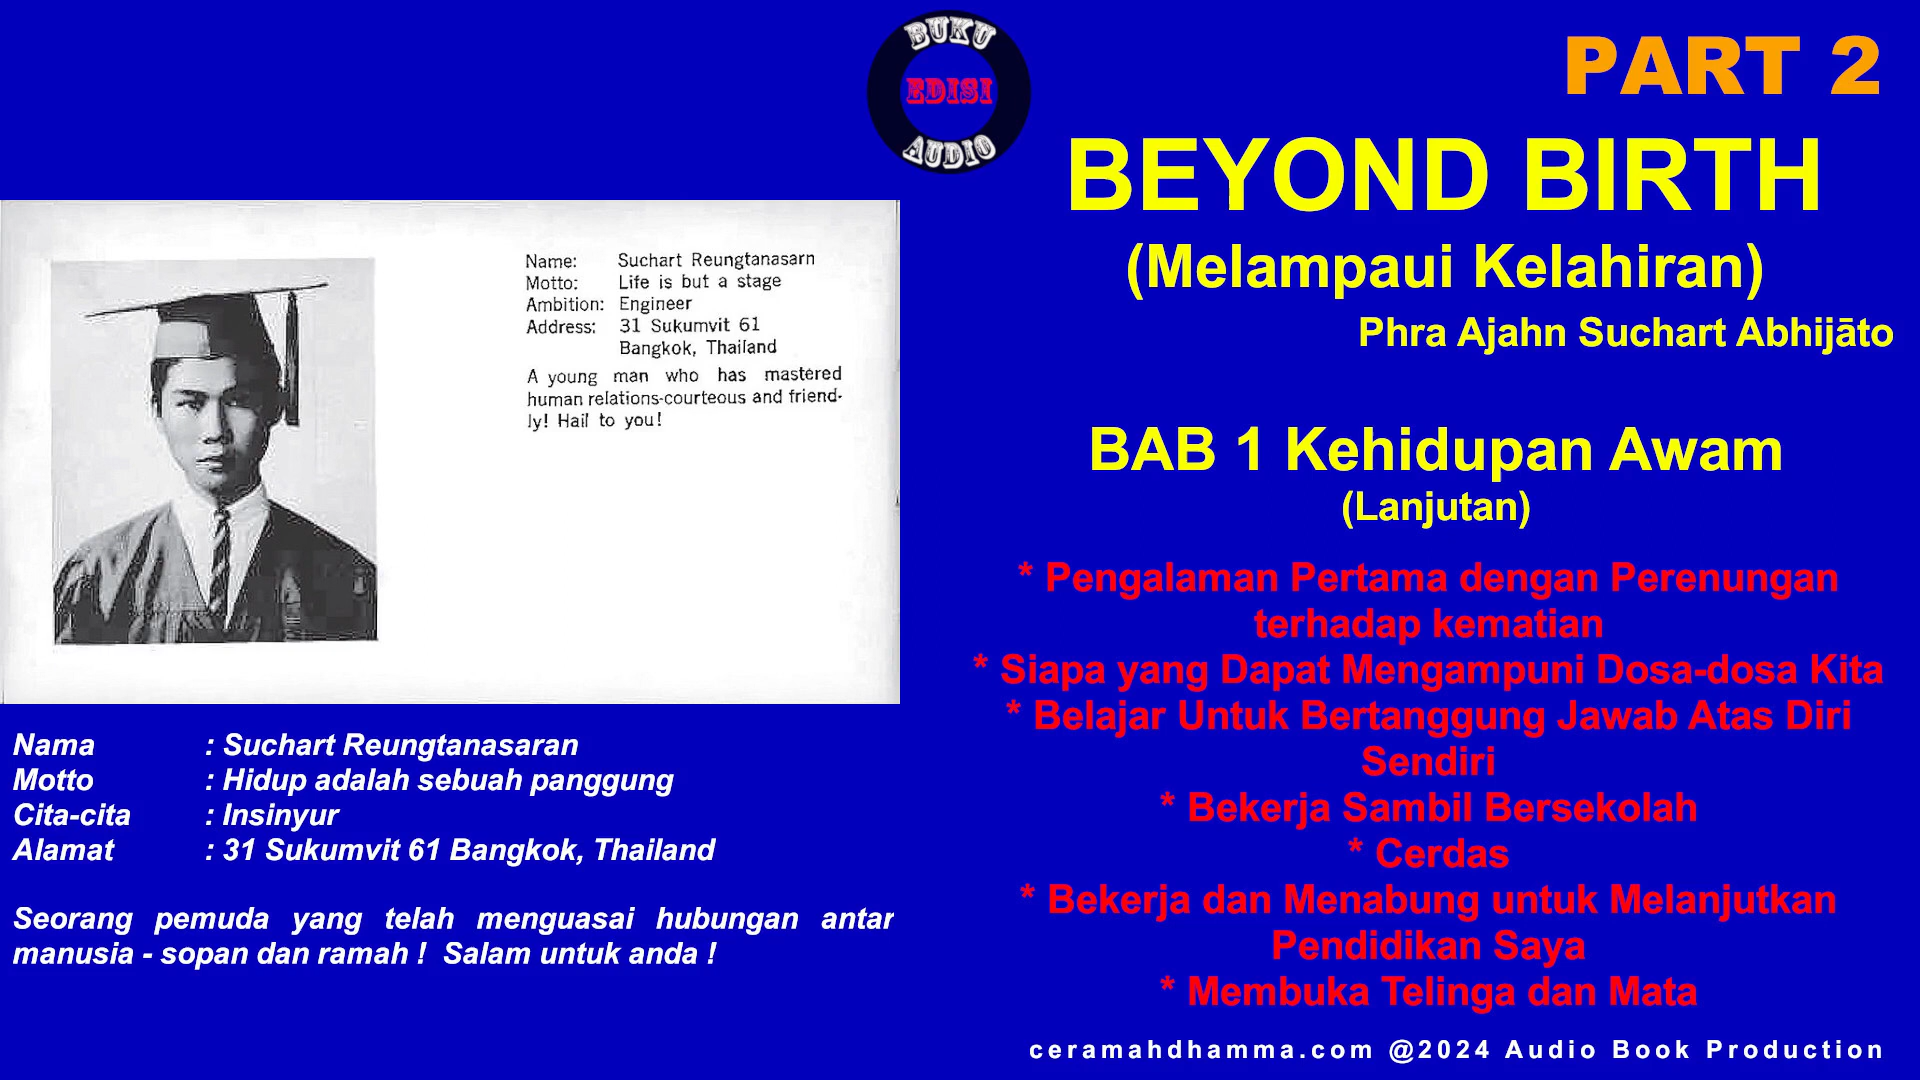 BUKU
EDISI
AUDIO
PART 2
BEYOND BIRTH
(Melampaui Kelahiran)
Phra Ajahn Suchart Abhijāto
Name: Suchart Reungtanasarn
Motto: Life is but a stage
Ambition: Engineer
Address: 31 Sukumvit 61
Bangkok, Thailand
A young man who has mastered
human relations-courteous and friend-
ly! Hail to you!
Nama : Suchart Reungtanasaran
Motto : Hidup adalah sebuah panggung
Cita-cita : Insinyur
Alamat : 31 Sukumvit 61 Bangkok, Thailand
Seorang pemuda yang telah menguasai hubungan antar
manusia - sopan dan ramah ! Salam untuk anda !
BAB 1 Kehidupan Awam
(Lanjutan)
* Pengalaman Pertama dengan Perenungan
terhadap kematian
* Siapa yang Dapat Mengampuni Dosa-dosa Kita
* Belajar Untuk Bertanggung Jawab Atas Diri
Sendiri
* Bekerja Sambil Bersekolah
* Cerdas
* Bekerja dan Menabung untuk Melanjutkan
Pendidikan Saya
* Membuka Telinga dan Mata
ceramahdhamma.com @2024 Audio Book Production